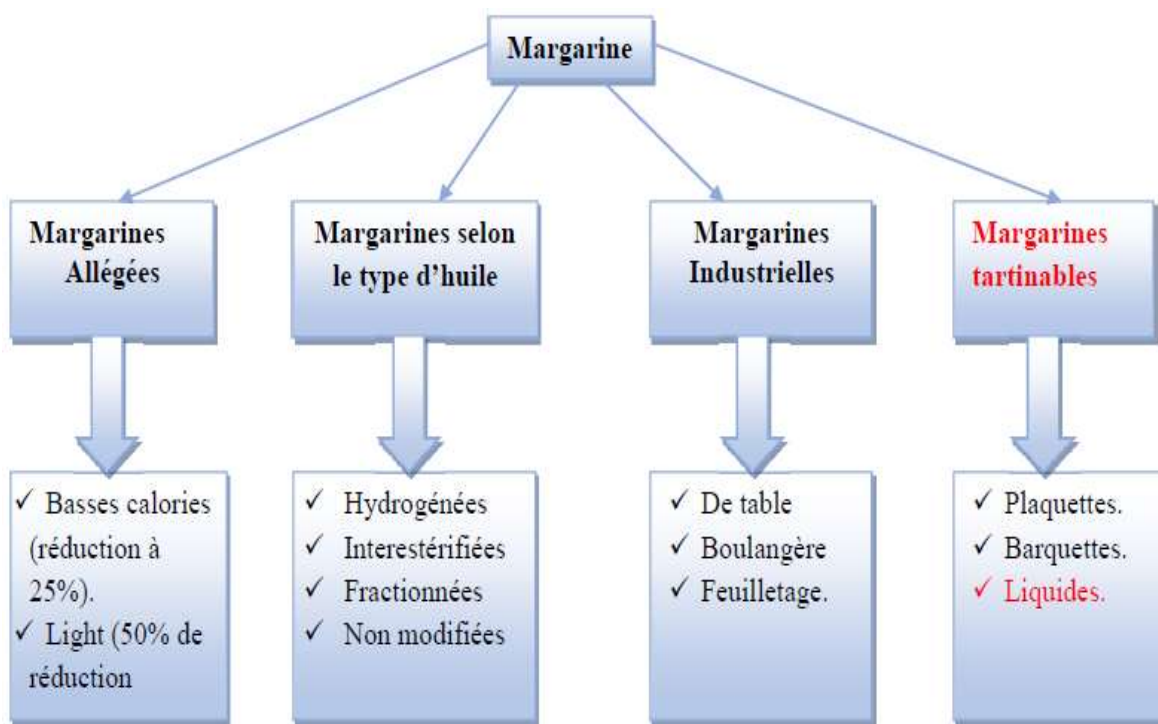 Margarine
Margarines
Allégées
Margarines selon
le type d’huile
Margarines
Industrielles
Margarines
tartinables
✓ Basses calories
(réduction à
25%).
✓ Light (50% de
réduction
✓ Hydrogénées
✓ Interestérifiées
✓ Fractionnées
✓ Non modifiées
✓ De table
✓ Boulangère
✓ Feuilletage.
✓ Plaquettes.
✓ Barquettes.
✓ Liquides.